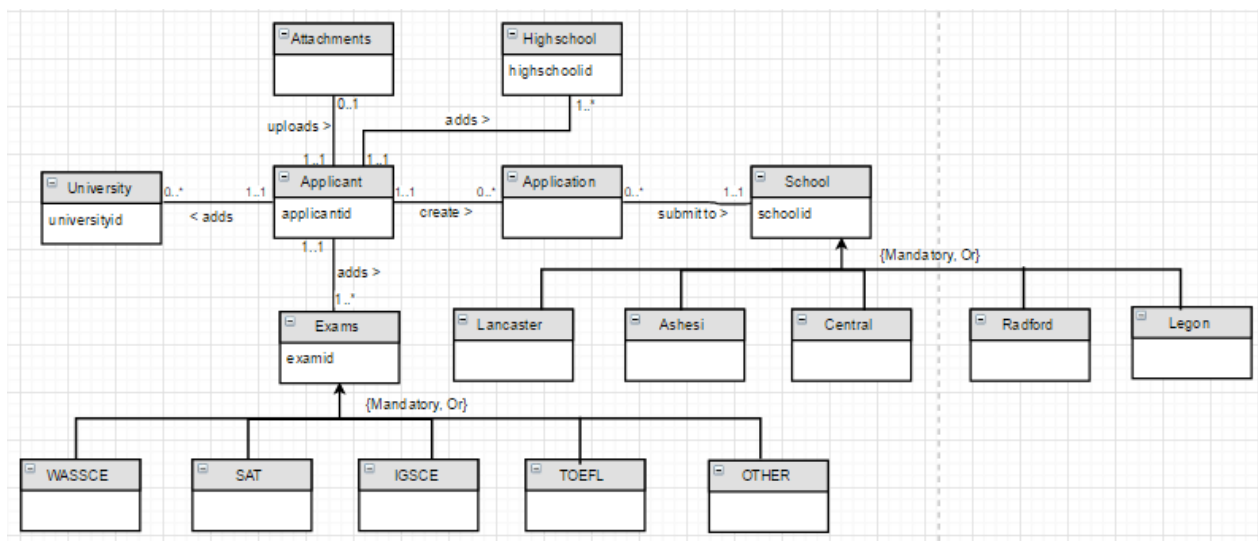 Attachments
Highschool
highschoolid
0..1
1..*
uploads >
adds >
1..1
1..1
University
universityid
0..*
1..1
< adds
Applicant
applicantid
1..1
0..*
create >
Application
0..*
1..1
submit to >
School
schoolid
1..1
adds >
1..*
{Mandatory, Or}
Exams
examid
Lancaster
Ashesi
Central
Radford
Legon
{Mandatory, Or}
WASSCE
SAT
IGSCE
TOEFL
OTHER